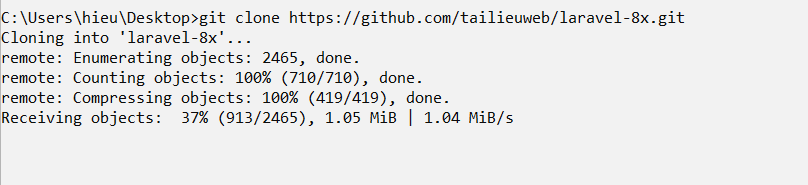 C:\Users\hieu\Desktop>git clone https://github.com/tailieuweb/laravel-8x.git
Cloning into 'laravel-8x'...
remote: Enumerating objects: 2465, done.
remote: Counting objects: 100% (710/710), done.
remote: Compressing objects: 100% (419/419), done.
Receiving objects:  37% (913/2465), 1.05 MiB | 1.04 MiB/s